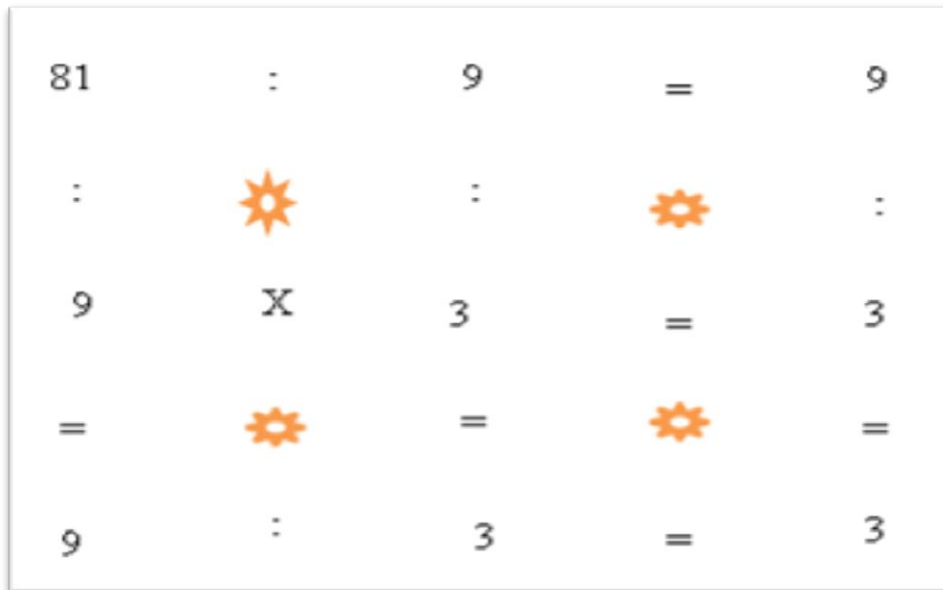 81 : 9 = 9
: : :
9 X 3 = 3
= = =
9 : 3 = 3